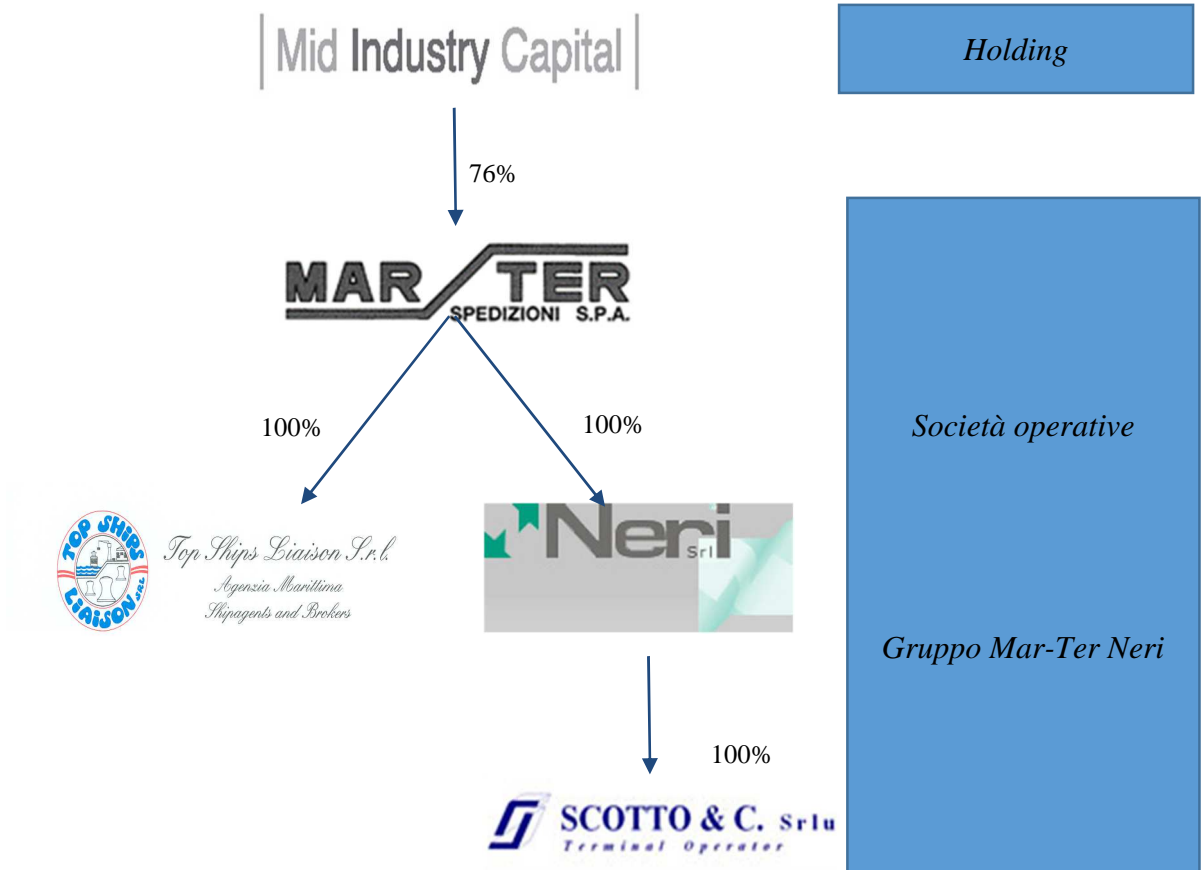 Mid Industry Capital
Holding
76%
MAR TER
SPEDIZIONI S.P.A.
100%
100%
Società operative
TOP SHiPS
LiAiSON SRL
Top Ships Liaison S.r.l.
Agenzia Marittima
Shipagents and Brokers
Neri
Srl
Gruppo Mar-Ter Neri
100%
SCOTTO & C. Srlu
Terminal Operator